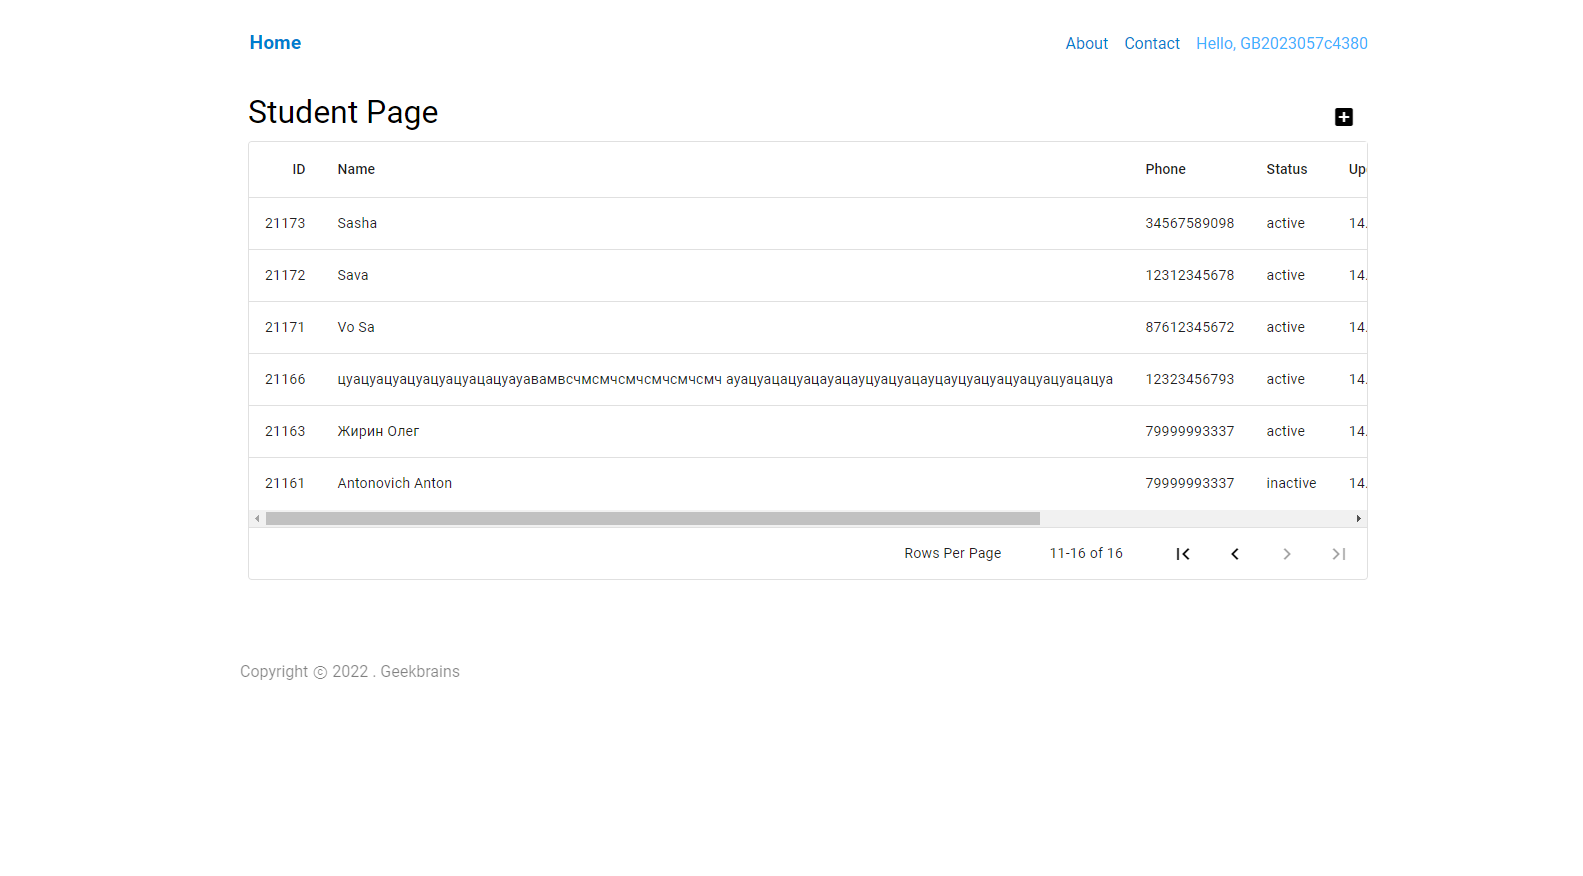 Home About Contact Hello, GB2023057c4380
Student Page
ID Name Phone Status Up
21173 Sasha 34567589098 active 14.
21172 Sava 12312345678 active 14.
21171 Vo Sa 87612345672 active 14.
21166 цуацуацуацуацуацуацацуауавамвсчмсмчсмчсмчсмчсмч ауацуацацуацауацауцуацуацауцауцуацуацуацуацуацацуа 12323456793 active 14.
21163 Жирин Олег 79999993337 active 14.
21161 Antonovich Anton 79999993337 inactive 14.
Rows Per Page 11-16 of 16
Copyright ⓒ 2022 . Geekbrains